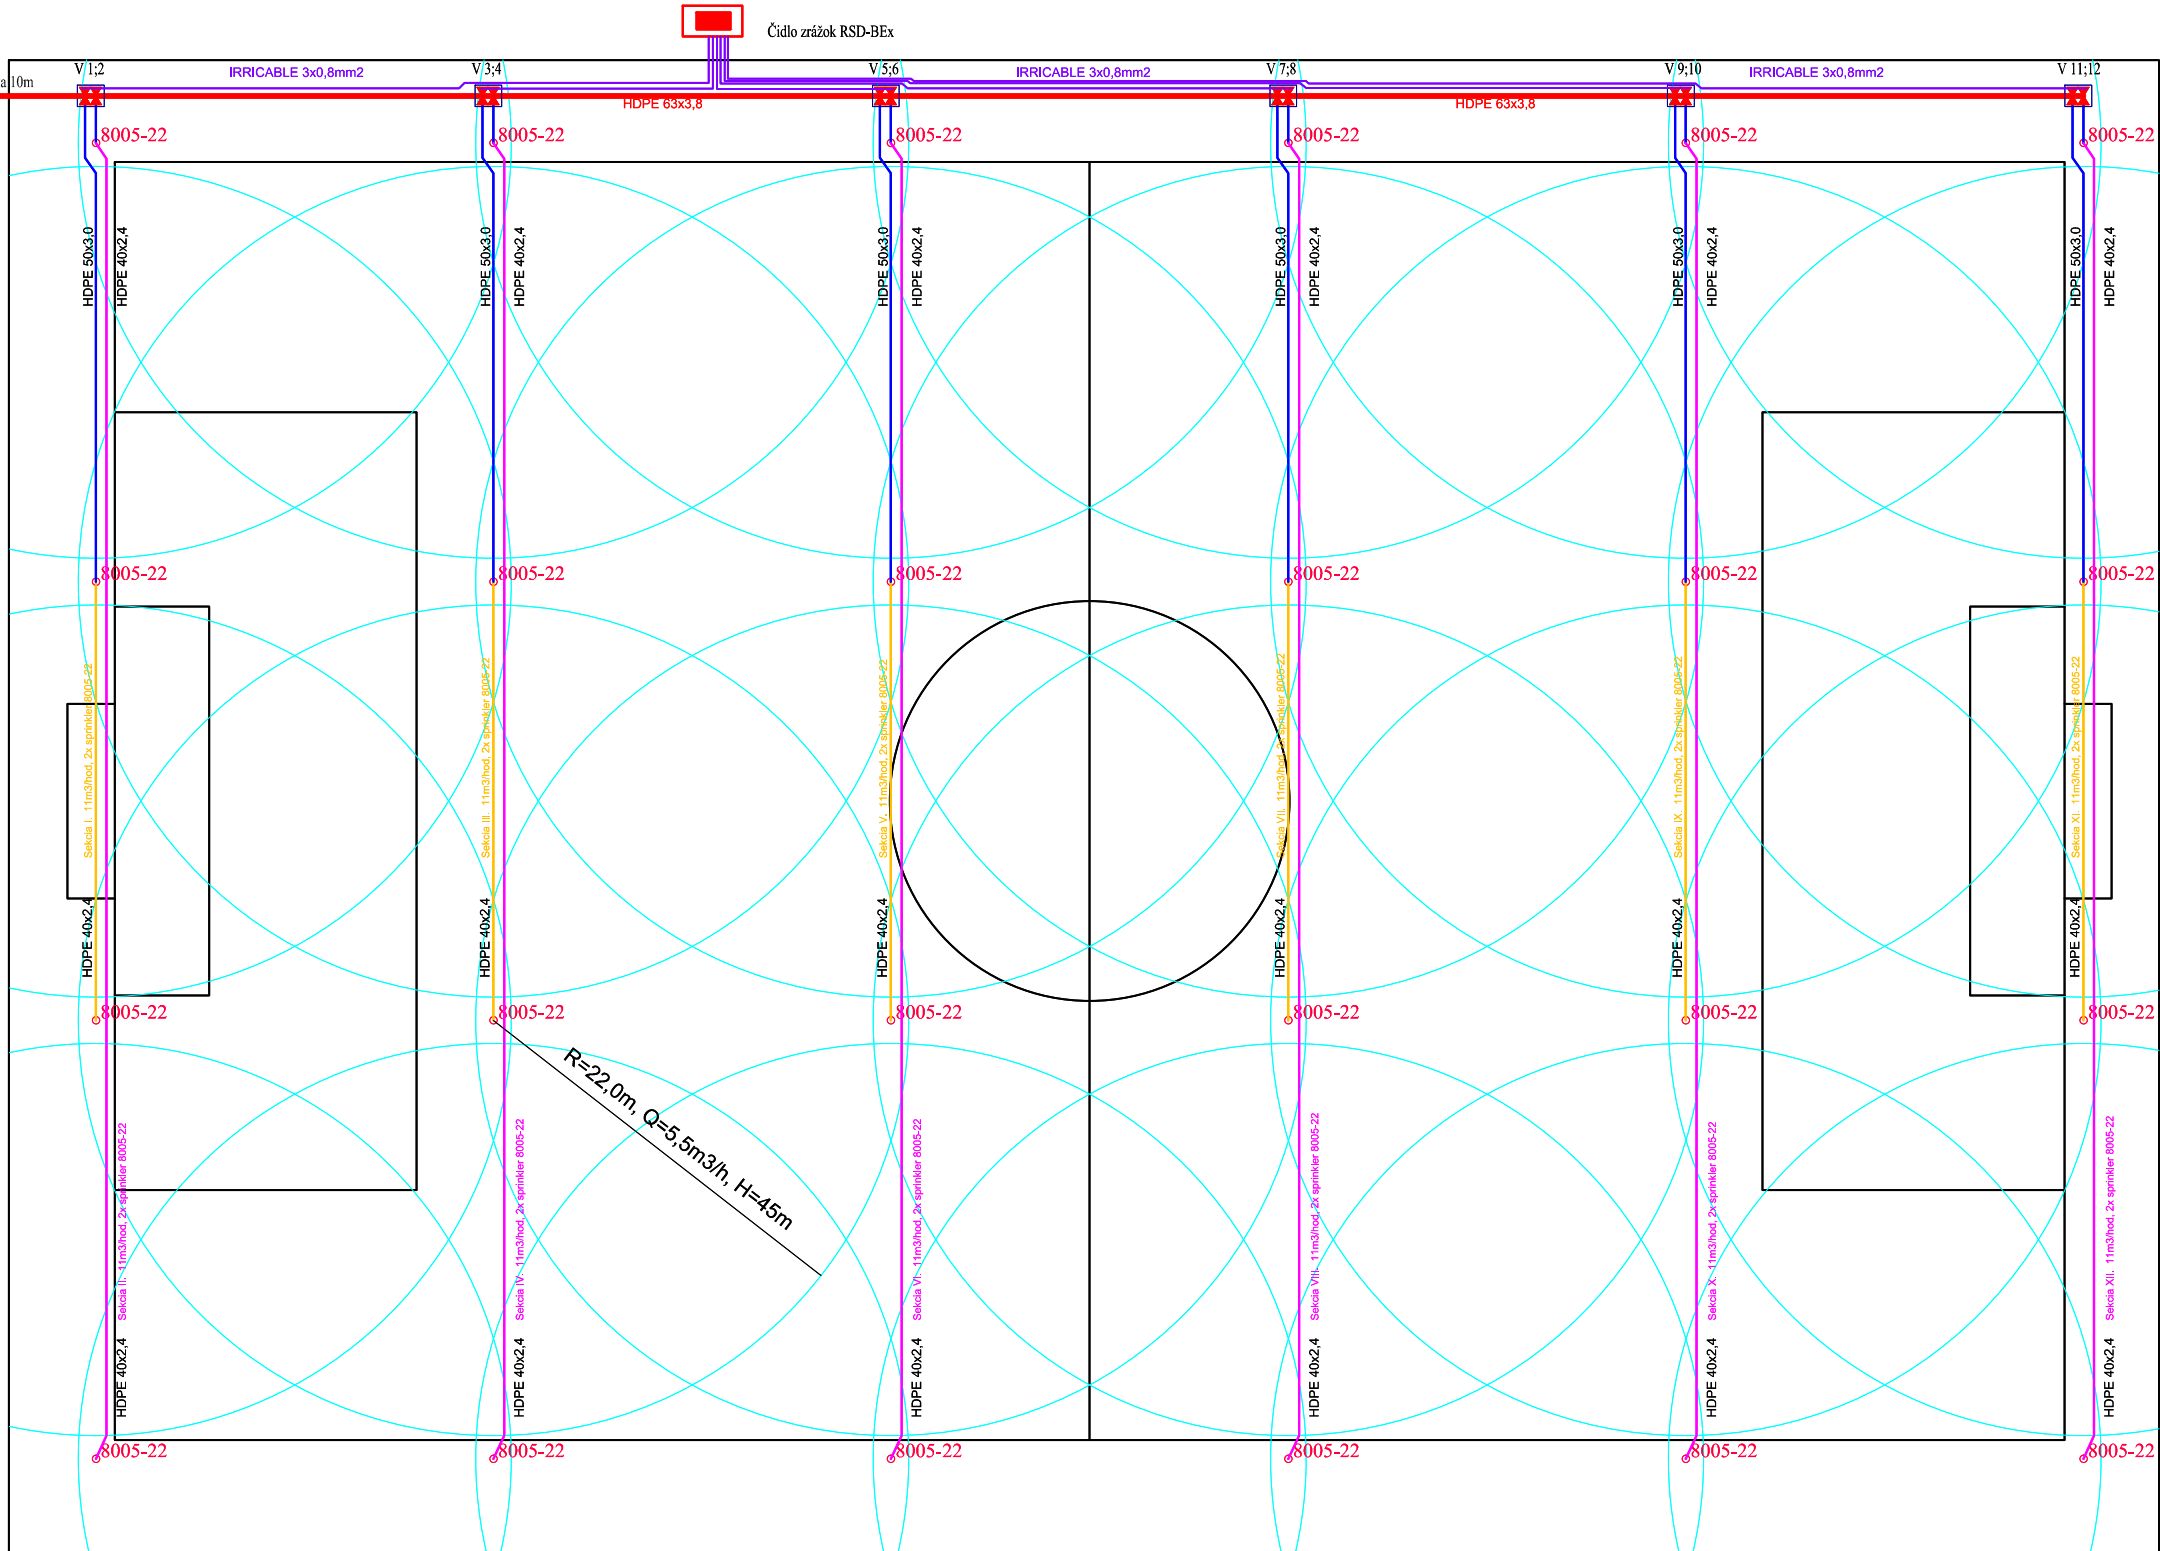 Čidlo zrážok RSD-BEx
V 1;2
IRRICABLE 3x0,8mm2
V 3;4
V 5;6
IRRICABLE 3x0,8mm2
V 7;8
V 9;10
IRRICABLE 3x0,8mm2
V 11;12
a 10m
HDPE 63x3,8
HDPE 63x3,8
8005-22
8005-22
8005-22
8005-22
8005-22
8005-22
HDPE 50x3,0
HDPE 40x2,4
HDPE 50x3,0
HDPE 40x2,4
HDPE 50x3,0
HDPE 40x2,4
HDPE 50x3,0
HDPE 40x2,4
HDPE 50x3,0
HDPE 40x2,4
HDPE 50x3,0
HDPE 40x2,4
8005-22
8005-22
8005-22
8005-22
8005-22
8005-22
Sekcia I. 11m3/hod, 2x sprinkler 8005-22
Sekcia III. 11m3/hod, 2x sprinkler 8005-22
Sekcia V. 11m3/hod, 2x sprinkler 8005-22
Sekcia VII. 11m3/hod, 2x sprinkler 8005-22
Sekcia IX. 11m3/hod, 2x sprinkler 8005-22
Sekcia XI. 11m3/hod, 2x sprinkler 8005-22
HDPE 40x2,4
HDPE 40x2,4
HDPE 40x2,4
HDPE 40x2,4
HDPE 40x2,4
HDPE 40x2,4
8005-22
8005-22
8005-22
8005-22
8005-22
8005-22
R=22,0m, Q=5,5m3/h, H=45m
Sekcia II. 11m3/hod, 2x sprinkler 8005-22
Sekcia IV. 11m3/hod, 2x sprinkler 8005-22
Sekcia VI. 11m3/hod, 2x sprinkler 8005-22
Sekcia VIII. 11m3/hod, 2x sprinkler 8005-22
Sekcia X. 11m3/hod, 2x sprinkler 8005-22
Sekcia XII. 11m3/hod, 2x sprinkler 8005-22
HDPE 40x2,4
HDPE 40x2,4
HDPE 40x2,4
HDPE 40x2,4
HDPE 40x2,4
HDPE 40x2,4
8005-22
8005-22
8005-22
8005-22
8005-22
8005-22